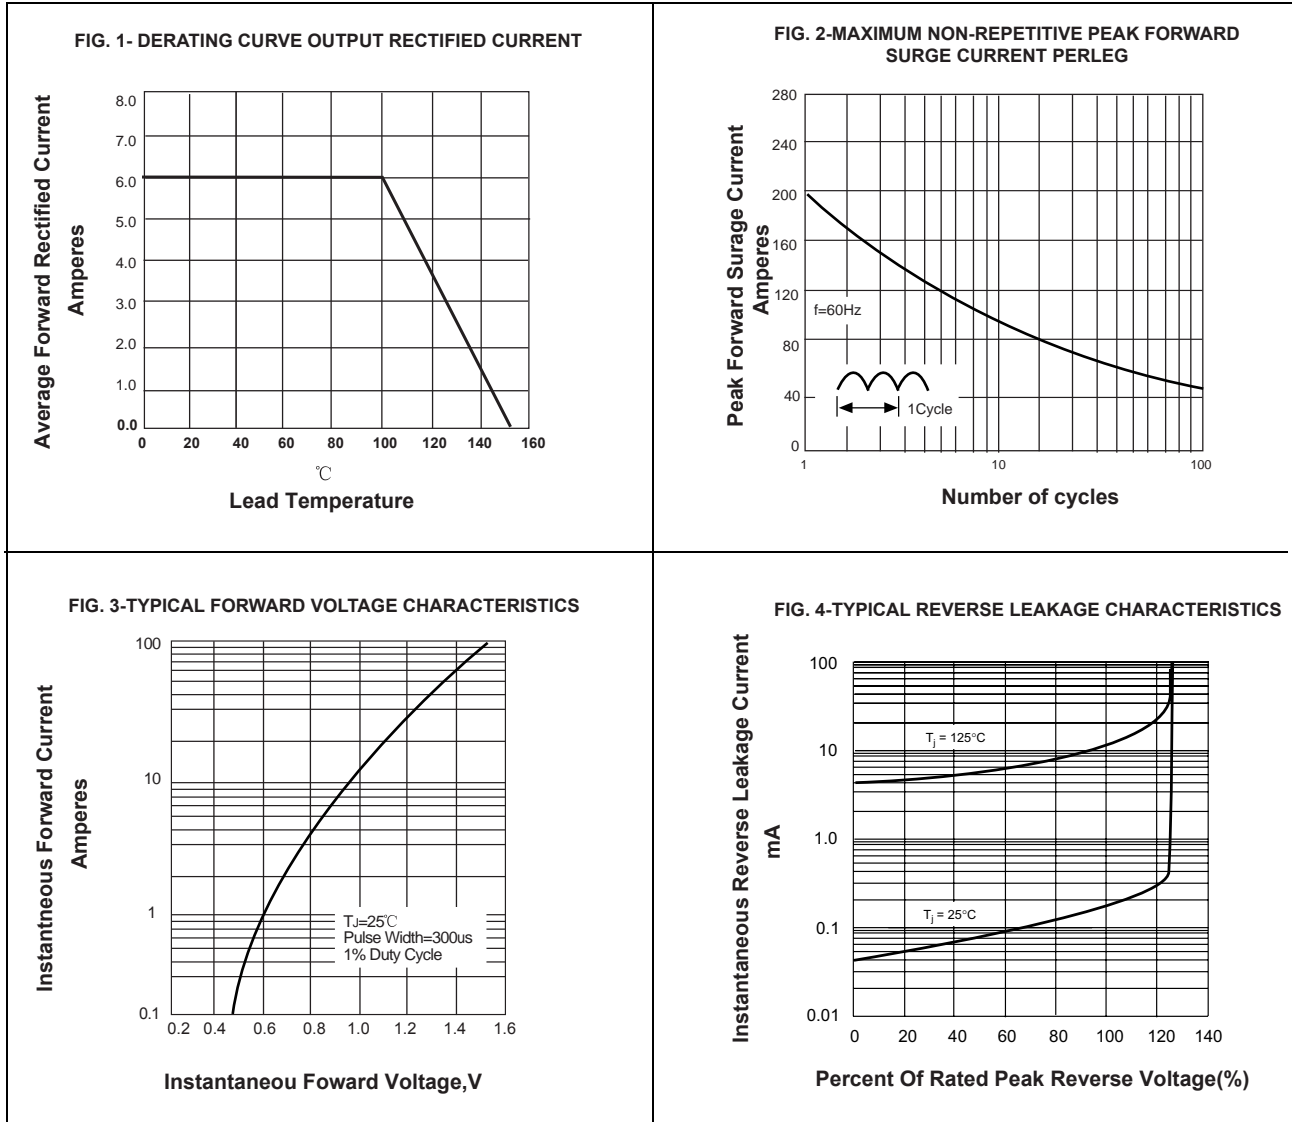 FIG. 1- DERATING CURVE OUTPUT RECTIFIED CURRENT
Average Forward Rectified Current
Amperes
8.0
7.0
6.0
5.0
4.0
3.0
2.0
1.0
0.0
0 20 40 60 80 100 120 140 160
℃
Lead Temperature
FIG. 2-MAXIMUM NON-REPETITIVE PEAK FORWARD
SURGE CURRENT PERLEG
Peak Forward Surage Current
Amperes
280
240
200
160
120
80
40
0
f=60Hz
1Cycle
1 10 100
Number of cycles
FIG. 3-TYPICAL FORWARD VOLTAGE CHARACTERISTICS
Instantneous Forward Current
Amperes
100
10
1
0.1
TJ=25℃
Pulse Width=300us
1% Duty Cycle
0.2 0.4 0.6 0.8 1.0 1.2 1.4 1.6
Instantaneou Foward Voltage,V
FIG. 4-TYPICAL REVERSE LEAKAGE CHARACTERISTICS
Instantaneous Reverse Leakage Current
mA
100
10
1.0
0.1
0.01
Tj = 125°C
Tj = 25°C
0 20 40 60 80 100 120 140
Percent Of Rated Peak Reverse Voltage(%)